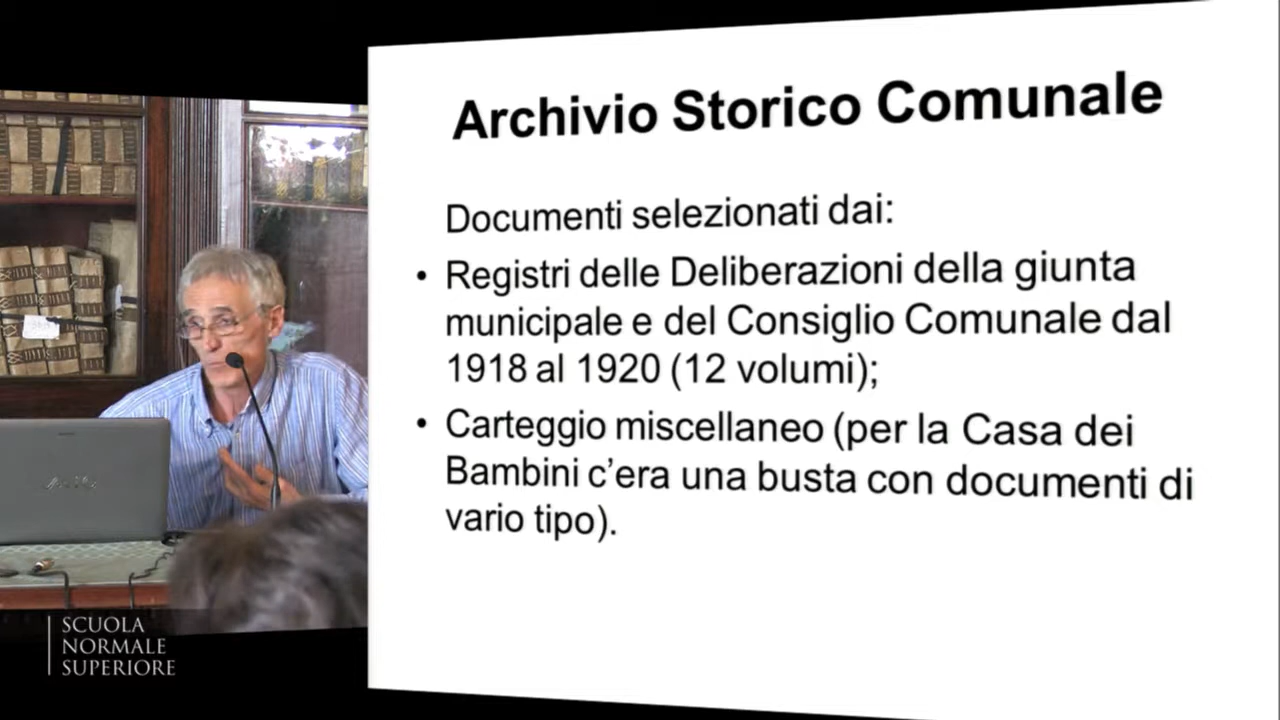 Archivio Storico Comunale
Documenti selezionati dai:
• Registri delle Deliberazioni della giunta
municipale e del Consiglio Comunale dal
1918 al 1920 (12 volumi);
• Carteggio miscellaneo (per la Casa dei
Bambini c’era una busta con documenti di
vario tipo).
SCUOLA
NORMALE
SUPERIORE